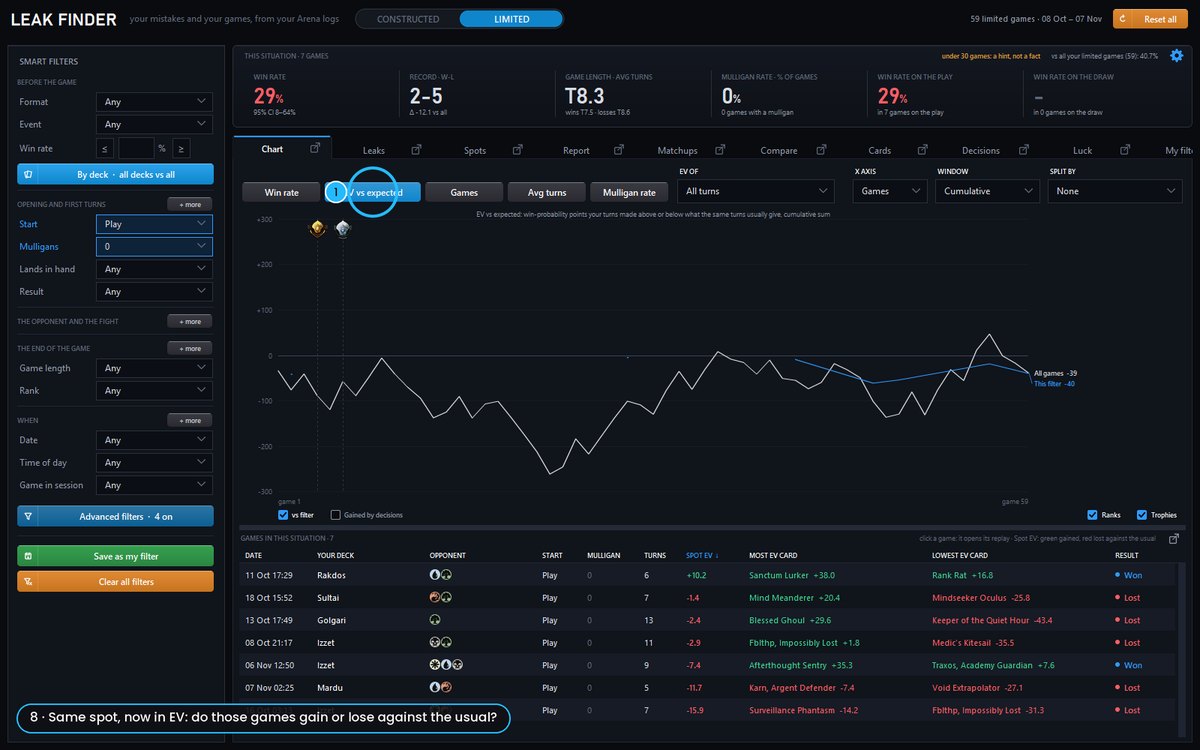 LEAK FINDER your mistakes and your games, from your Arena logs CONSTRUCTED LIMITED 59 limited games · 08 Oct – 07 Nov Reset all
SMART FILTERS
BEFORE THE GAME
Format Any
Event Any
Win rate ≤ % ≥
By deck · all decks vs all
OPENING AND FIRST TURNS + more
Start Play
Mulligans 0
Lands in hand Any
Result Any
THE OPPONENT AND THE FIGHT + more
THE END OF THE GAME + more
Game length Any
Rank Any
WHEN + more
Date Any
Time of day Any
Game in session Any
Advanced filters · 4 on
Save as my filter
Clear all filters
THIS SITUATION · 7 GAMES under 30 games: a hint, not a fact vs all your limited games (59): 40.7%
WIN RATE
29%
95% CI 8–64%
RECORD · W-L
2-5
Δ -12.1 vs all
GAME LENGTH · AVG TURNS
T8.3
wins T7.5 · losses T8.6
MULLIGAN RATE · % OF GAMES
0%
0 games with a mulligan
WIN RATE ON THE PLAY
29%
in 7 games on the play
WIN RATE ON THE DRAW
–
in 0 games on the draw
Chart Leaks Spots Report Matchups Compare Cards Decisions Luck My filt
Win rate 1 vs expected Games Avg turns Mulligan rate
EV OF
All turns
X AXIS
Games
WINDOW
Cumulative
SPLIT BY
None
EV vs expected: win-probability points your turns made above or below what the same turns usually give, cumulative sum
+300
+200
+100
0
-100
-200
-300
All games -39
This filter -40
game 1 game 59
vs filter Gained by decisions Ranks Trophies
GAMES IN THIS SITUATION · 7 click a game: it opens its replay · Spot EV: green gained, red lost against the usual
DATE YOUR DECK OPPONENT START MULLIGAN TURNS SPOT EV ↓ MOST EV CARD LOWEST EV CARD RESULT
11 Oct 17:29 Rakdos Play 0 6 +10.2 Sanctum Lurker +38.0 Rank Rat +16.8 Won
18 Oct 15:52 Sultai Play 0 7 -1.4 Mind Meanderer +20.4 Mindseeker Oculus -25.8 Lost
13 Oct 17:49 Golgari Play 0 13 -2.4 Blessed Ghoul +29.6 Keeper of the Quiet Hour -43.4 Lost
08 Oct 21:17 Izzet Play 0 11 -2.9 Fblthp, Impossibly Lost +1.8 Medic's Kitesail -35.5 Lost
06 Nov 12:50 Izzet Play 0 9 -7.4 Afterthought Sentry +35.3 Traxos, Academy Guardian +7.6 Won
07 Nov 02:25 Mardu Play 0 5 -11.7 Karn, Argent Defender -7.4 Void Extrapolator -27.1 Lost
Play 0 7 -15.9 Surveillance Phantasm -14.2 Fblthp, Impossibly Lost -31.3 Lost
8 · Same spot, now in EV: do those games gain or lose against the usual?